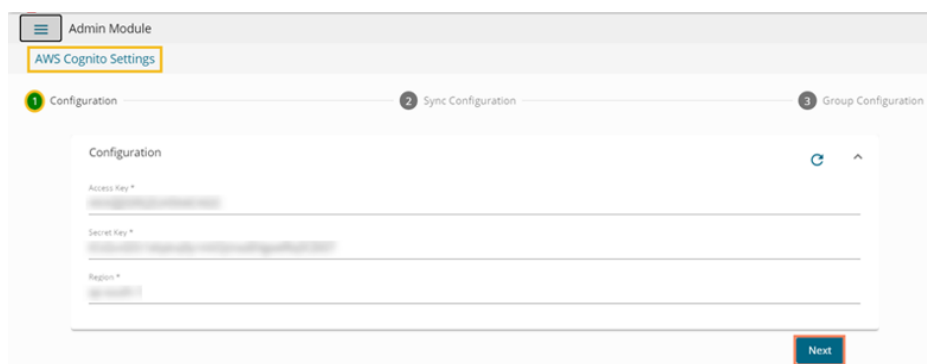 Admin Module
AWS Cognito Settings
1 Configuration 2 Sync Configuration 3 Group Configuration
Configuration
Access Key *
Secret Key *
Region *
Next